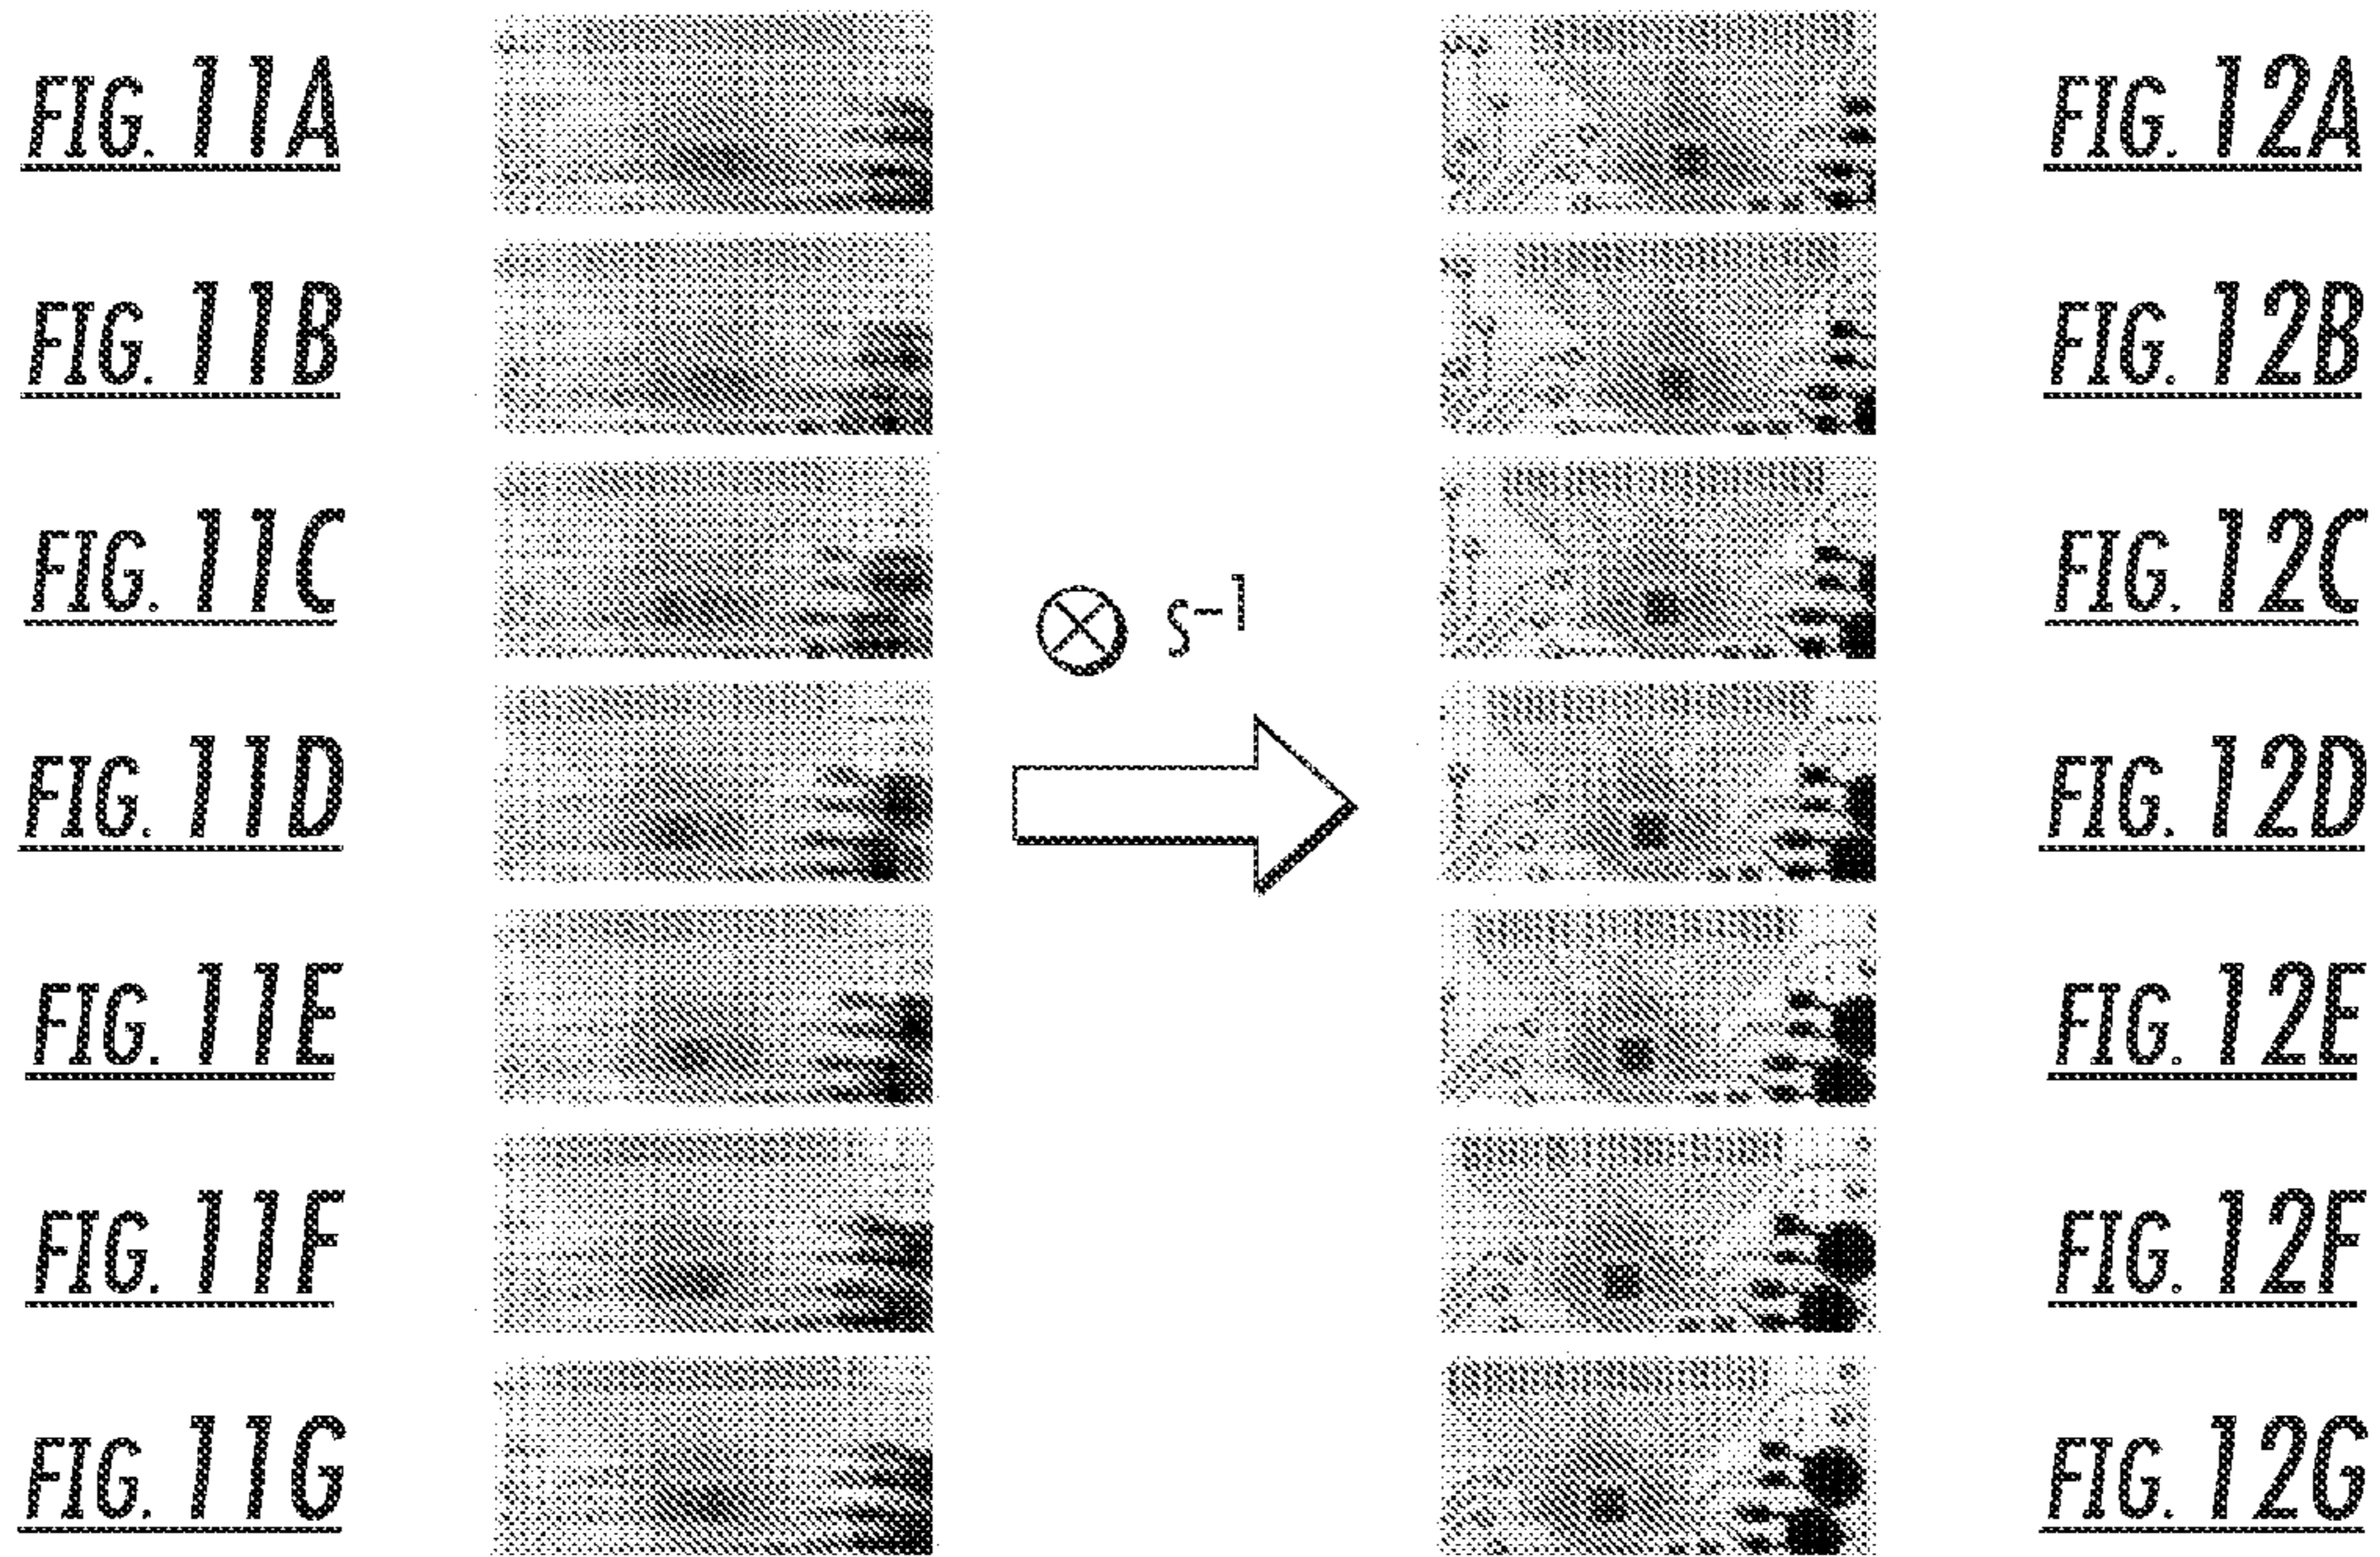 FIG. 11A
FIG. 12A
FIG. 11B
FIG. 12B
FIG. 11C
FIG. 12C
⊗ S⁻¹
FIG. 11D
FIG. 12D
FIG. 11E
FIG. 12E
FIG. 11F
FIG. 12F
FIG. 11G
FIG. 12G